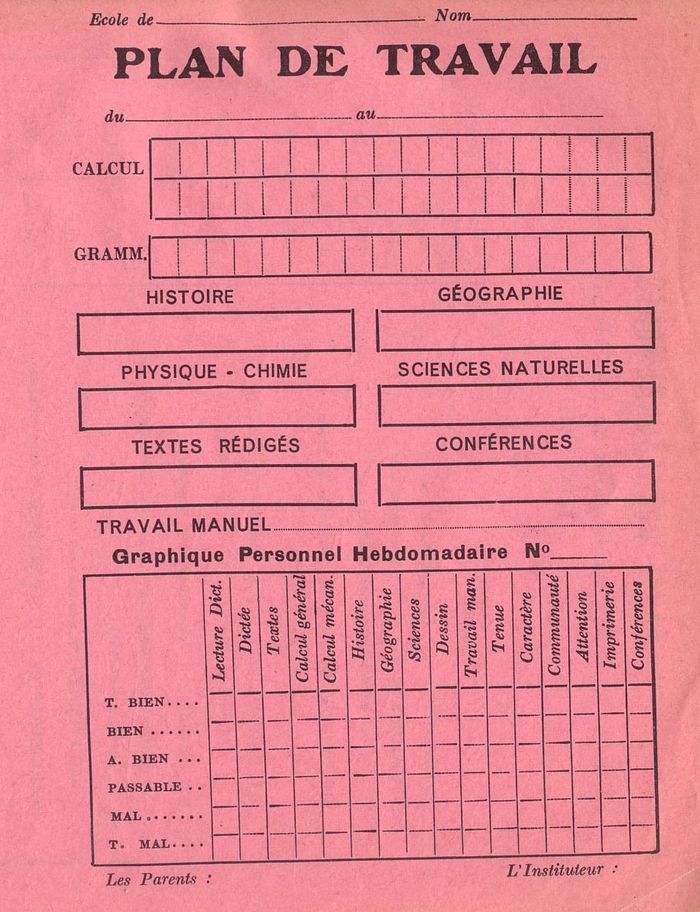 Ecole de Nom
PLAN DE TRAVAIL
du au
CALCUL
GRAMM.
HISTOIRE GÉOGRAPHIE
PHYSIQUE - CHIMIE SCIENCES NATURELLES
TEXTES RÉDIGÉS CONFÉRENCES
TRAVAIL MANUEL
Graphique Personnel Hebdomadaire Nº
Lecture Dict.
Dictée
Textes
Calcul général
Calcul mécan.
Histoire
Géographie
Sciences
Dessin
Travail man.
Tenue
Caractère
Communauté
Attention
Imprimerie
Conférences
T. BIEN....
BIEN ......
A. BIEN ...
PASSABLE ..
MAL.......
T. MAL....
Les Parents : L'Instituteur :